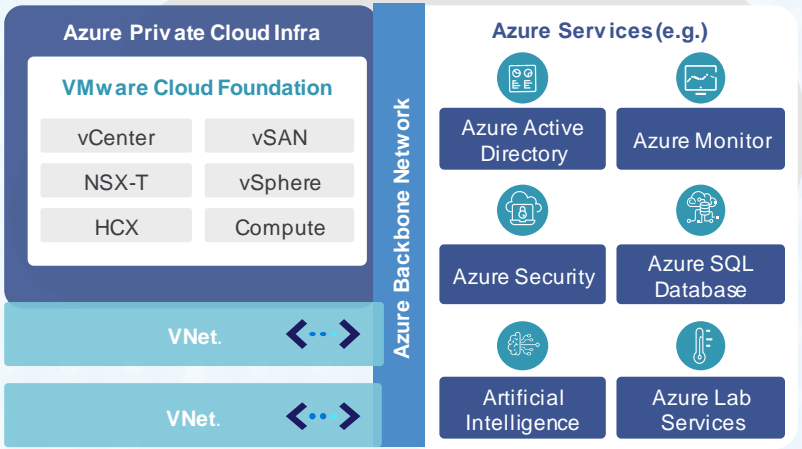 Azure Private Cloud Infra
VMware Cloud Foundation
vCenter
vSAN
NSX-T
vSphere
HCX
Compute
VNet.
VNet.
Azure Backbone Network
Azure Services (e.g.)
Azure Active
Directory
Azure Monitor
Azure Security
Azure SQL
Database
Artificial
Intelligence
Azure Lab
Services